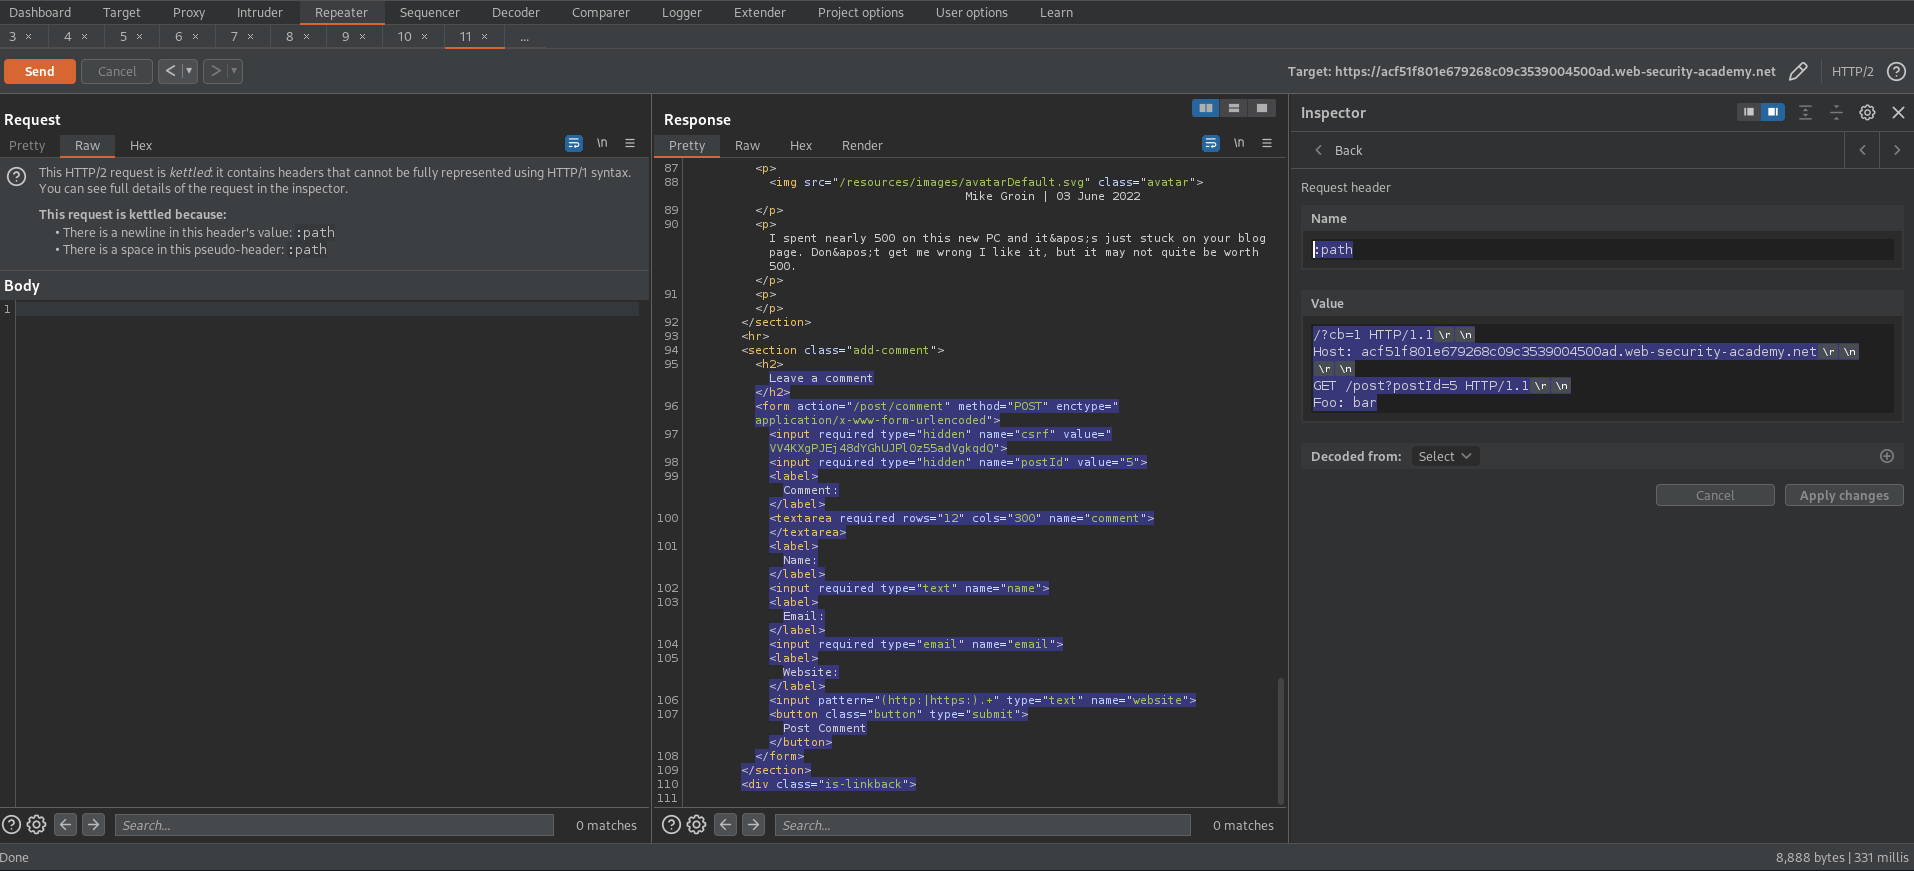 Dashboard Target Proxy Intruder Repeater Sequencer Decoder Comparer Logger Extender Project options User options Learn
3 × 4 × 5 × 6 × 7 × 8 × 9 × 10 × 11 × ...
Send Cancel < > Target: https://acf51f801e679268c09c3539004500ad.web-security-academy.net HTTP/2
Request
Pretty Raw Hex \n
This HTTP/2 request is kettled: it contains headers that cannot be fully represented using HTTP/1 syntax.
You can see full details of the request in the inspector.
This request is kettled because:
• There is a newline in this header's value: :path
• There is a space in this pseudo-header: :path
Body
1
Search... 0 matches
Response
Pretty Raw Hex Render \n
87 <p>
88 <img src="/resources/images/avatarDefault.svg" class="avatar">
Mike Groin | 03 June 2022
89 </p>
90 <p>
I spent nearly 500 on this new PC and it&apos;s just stuck on your blog
page. Don&apos;t get me wrong I like it, but it may not quite be worth
500.
</p>
91 <p>
</p>
92 </section>
93 <hr>
94 <section class="add-comment">
95 <h2>
Leave a comment
</h2>
96 <form action="/post/comment" method="POST" enctype="
application/x-www-form-urlencoded">
97 <input required type="hidden" name="csrf" value="
VV4KXgPJEj48dYGhUJPlOz55adVgkqdQ">
98 <input required type="hidden" name="postId" value="5">
99 <label>
Comment:
</label>
100 <textarea required rows="12" cols="300" name="comment">
</textarea>
101 <label>
Name:
</label>
102 <input required type="text" name="name">
103 <label>
Email:
</label>
104 <input required type="email" name="email">
105 <label>
Website:
</label>
106 <input pattern="(http:|https:).+" type="text" name="website">
107 <button class="button" type="submit">
Post Comment
</button>
108 </form>
109 </section>
110 <div class="is-linkback">
111
Search... 0 matches
Inspector
Back
Request header
Name
:path
Value
/?cb=1 HTTP/1.1 \r \n
Host: acf51f801e679268c09c3539004500ad.web-security-academy.net \r \n
\r \n
GET /post?postId=5 HTTP/1.1 \r \n
Foo: bar
Decoded from: Select
Cancel Apply changes
Done 8,888 bytes | 331 millis